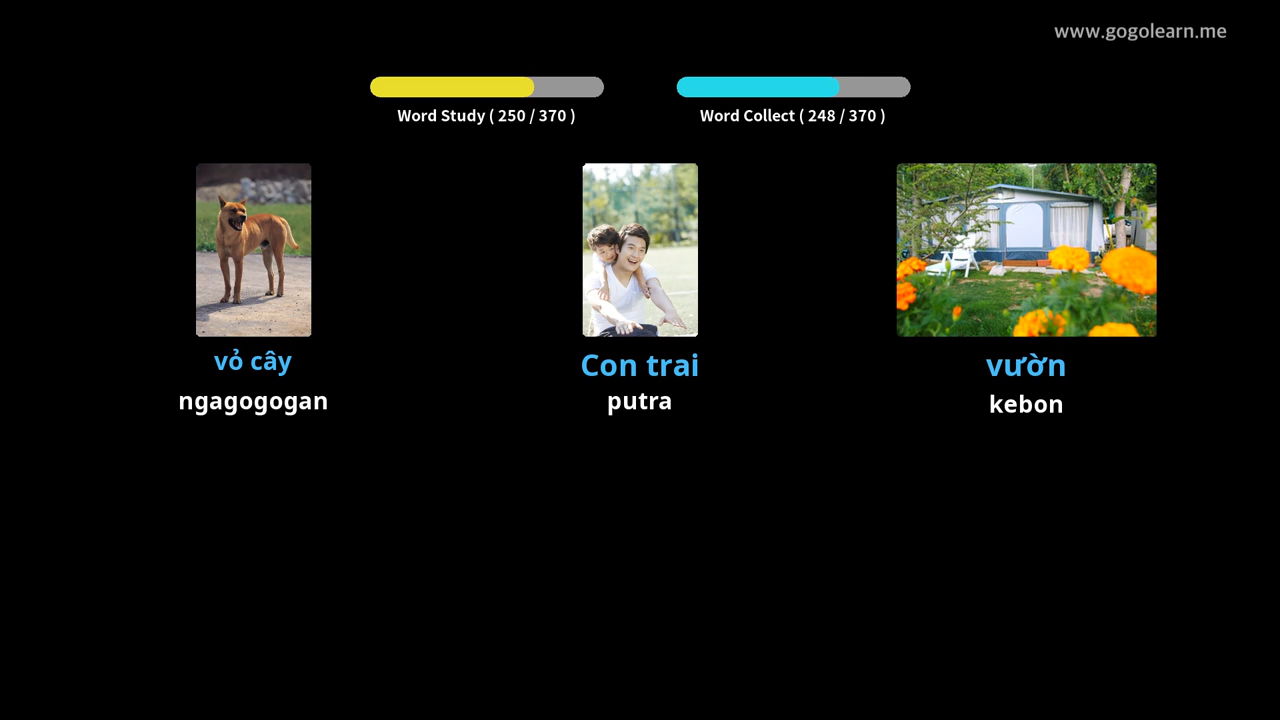 www.gogolearn.me
Word Study ( 250 / 370 )
Word Collect ( 248 / 370 )
vỏ cây
ngagogogan
Con trai
putra
vườn
kebon